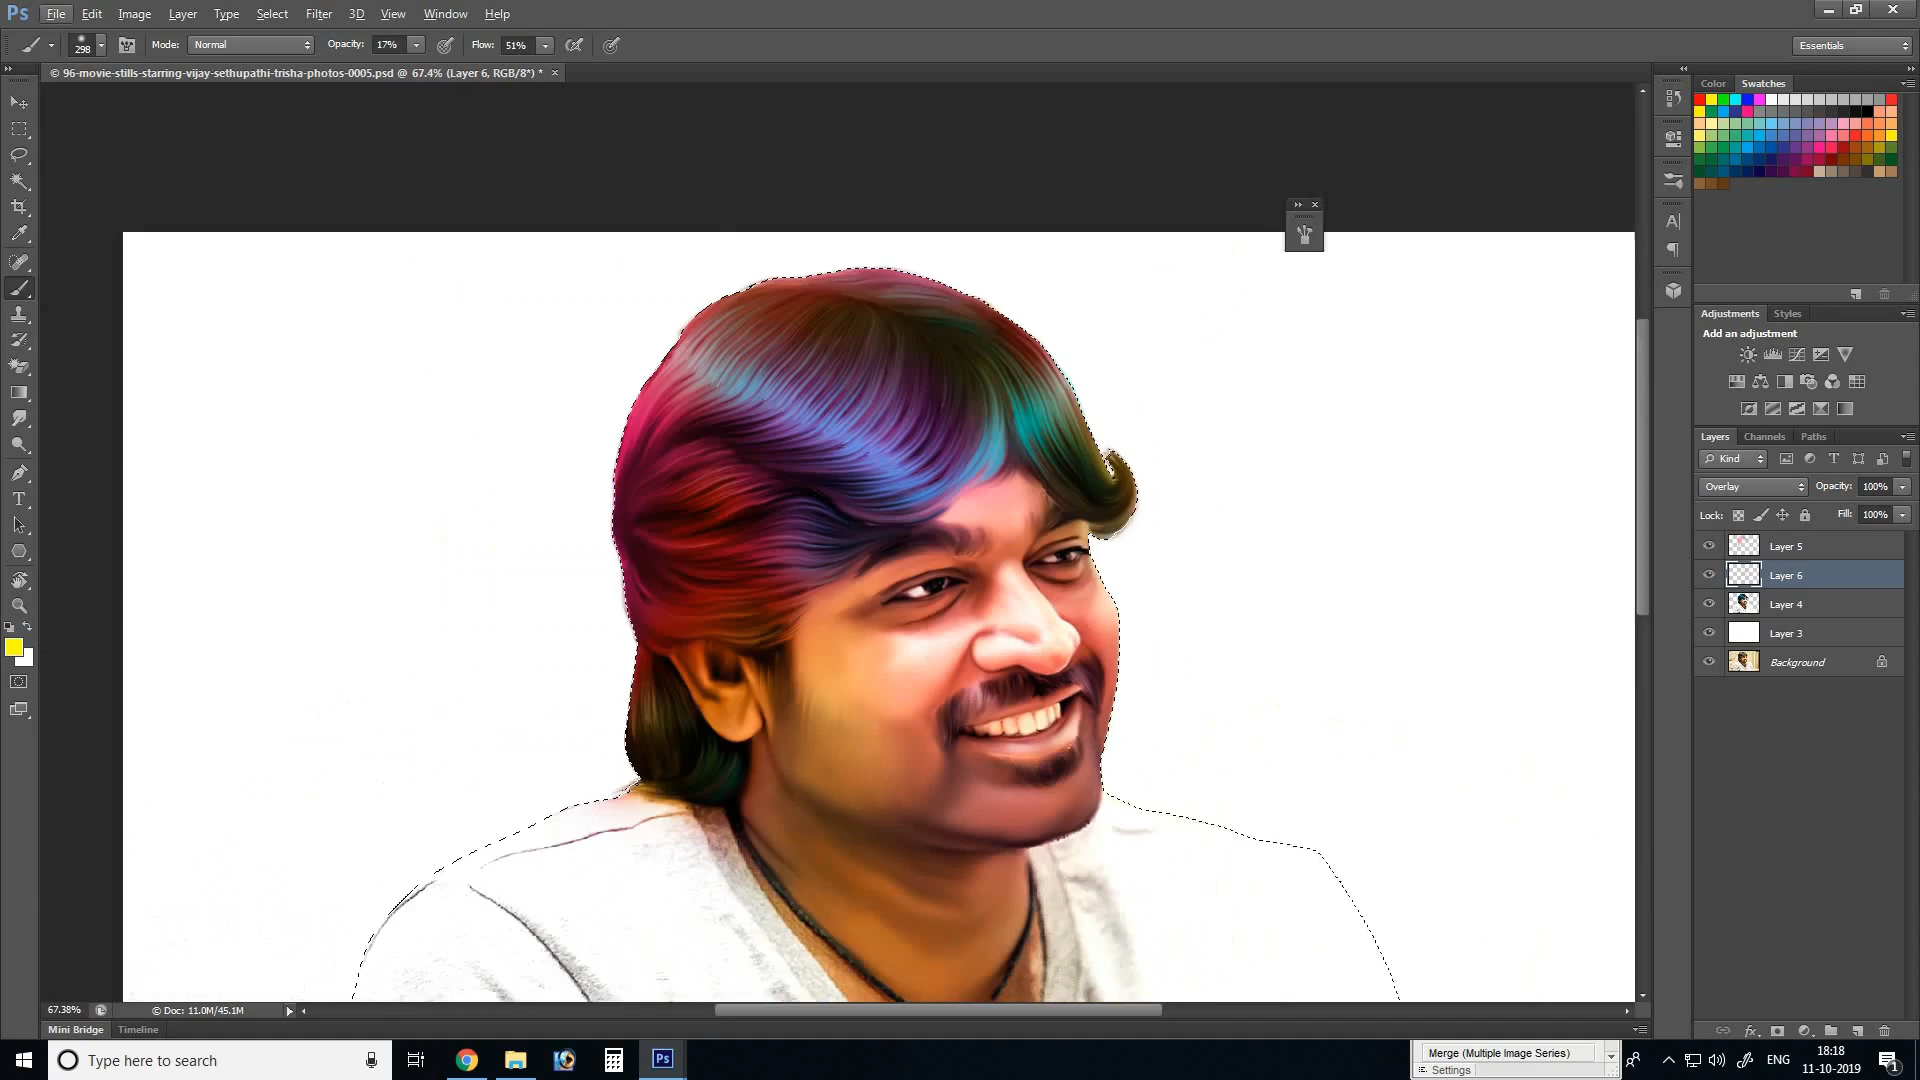 Ps File Edit Image Layer Type Select Filter 3D View Window Help
298 Mode: Normal Opacity: 17% Flow: 51% Essentials
© 96-movie-stills-starring-vijay-sethupathi-trisha-photos-0005.psd @ 67.4% (Layer 6, RGB/8*) * ×
Color Swatches
Adjustments Styles
Add an adjustment
Layers Channels Paths
Kind
Overlay Opacity: 100%
Lock: Fill: 100%
Layer 5
Layer 6
Layer 4
Layer 3
Background
67.38% © Doc: 11.0M/45.1M
Mini Bridge Timeline
Type here to search
Ps
Merge (Multiple Image Series)
Settings
ENG
18:18
11-10-2019
1